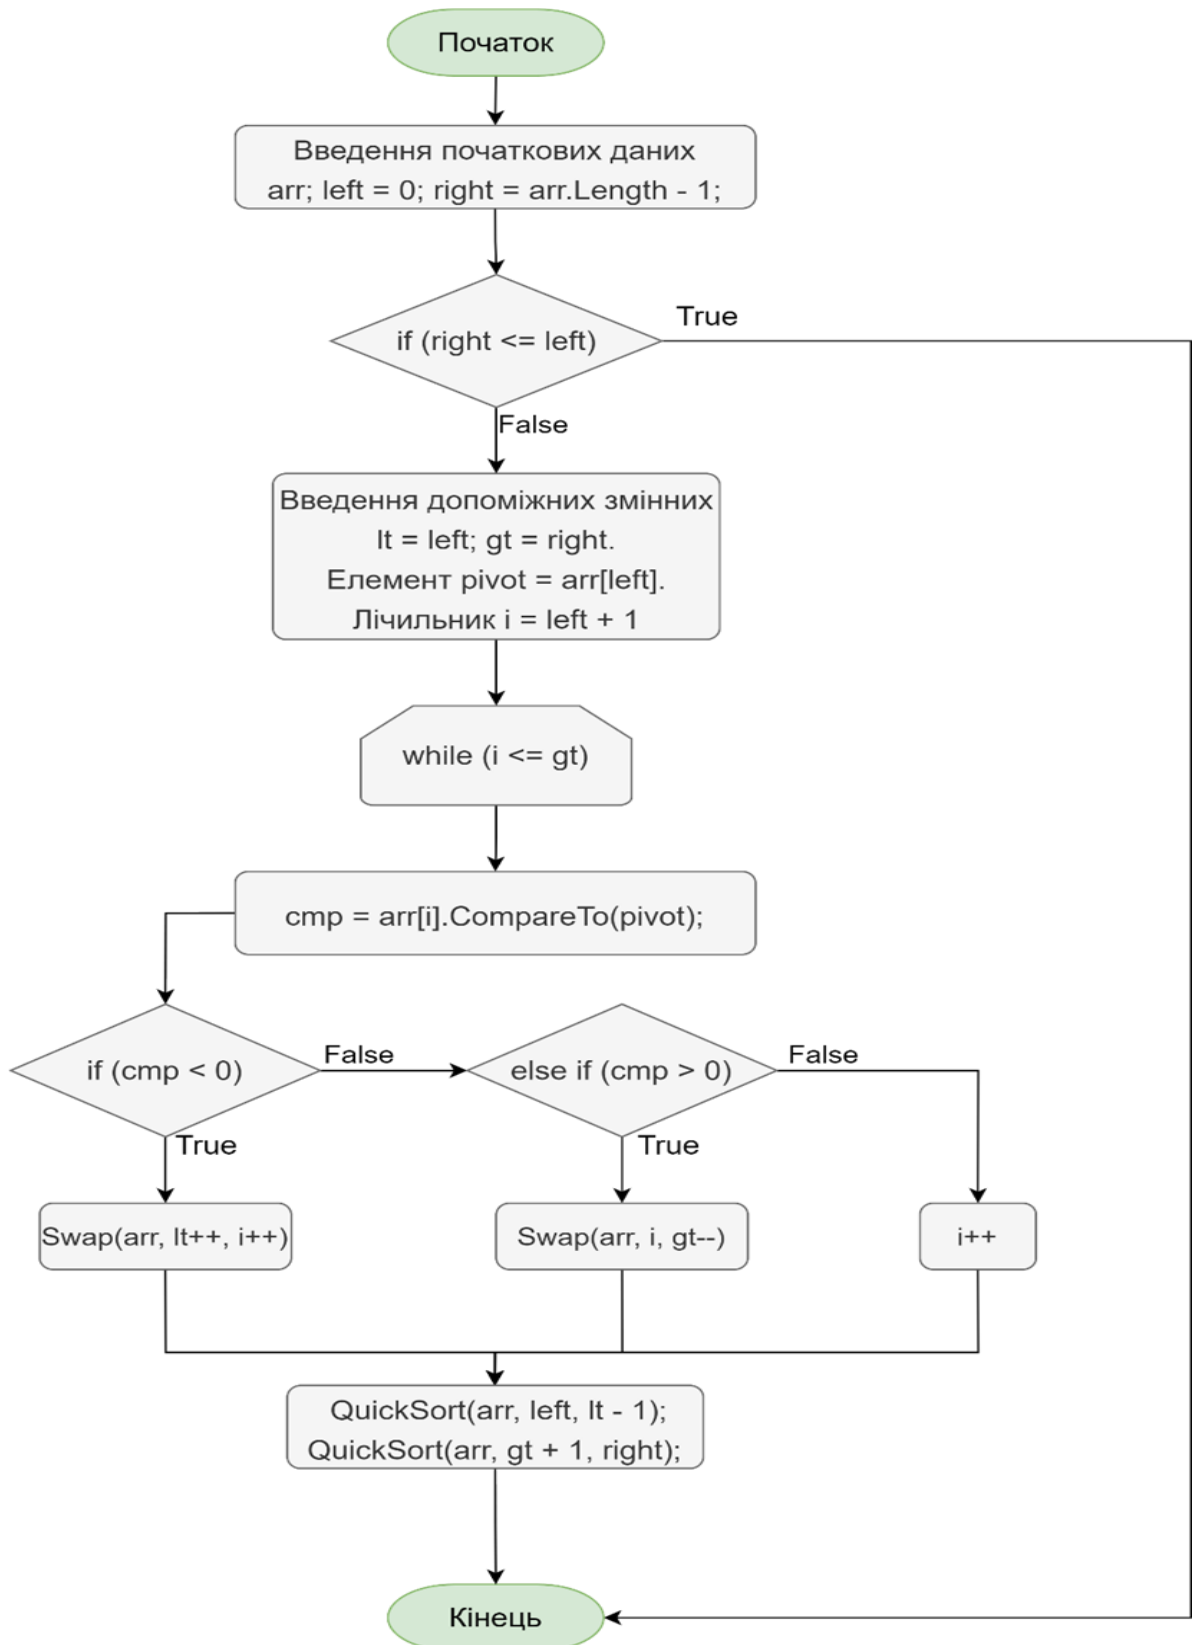 Початок
Введення початкових даних
arr; left = 0; right = arr.Length - 1;
if (right <= left)
True
False
Введення допоміжних змінних
lt = left; gt = right.
Елемент pivot = arr[left].
Лічильник i = left + 1
while (i <= gt)
cmp = arr[i].CompareTo(pivot);
if (cmp < 0)
False
else if (cmp > 0)
False
True
True
Swap(arr, lt++, i++)
Swap(arr, i, gt--)
i++
QuickSort(arr, left, lt - 1);
QuickSort(arr, gt + 1, right);
Кінець